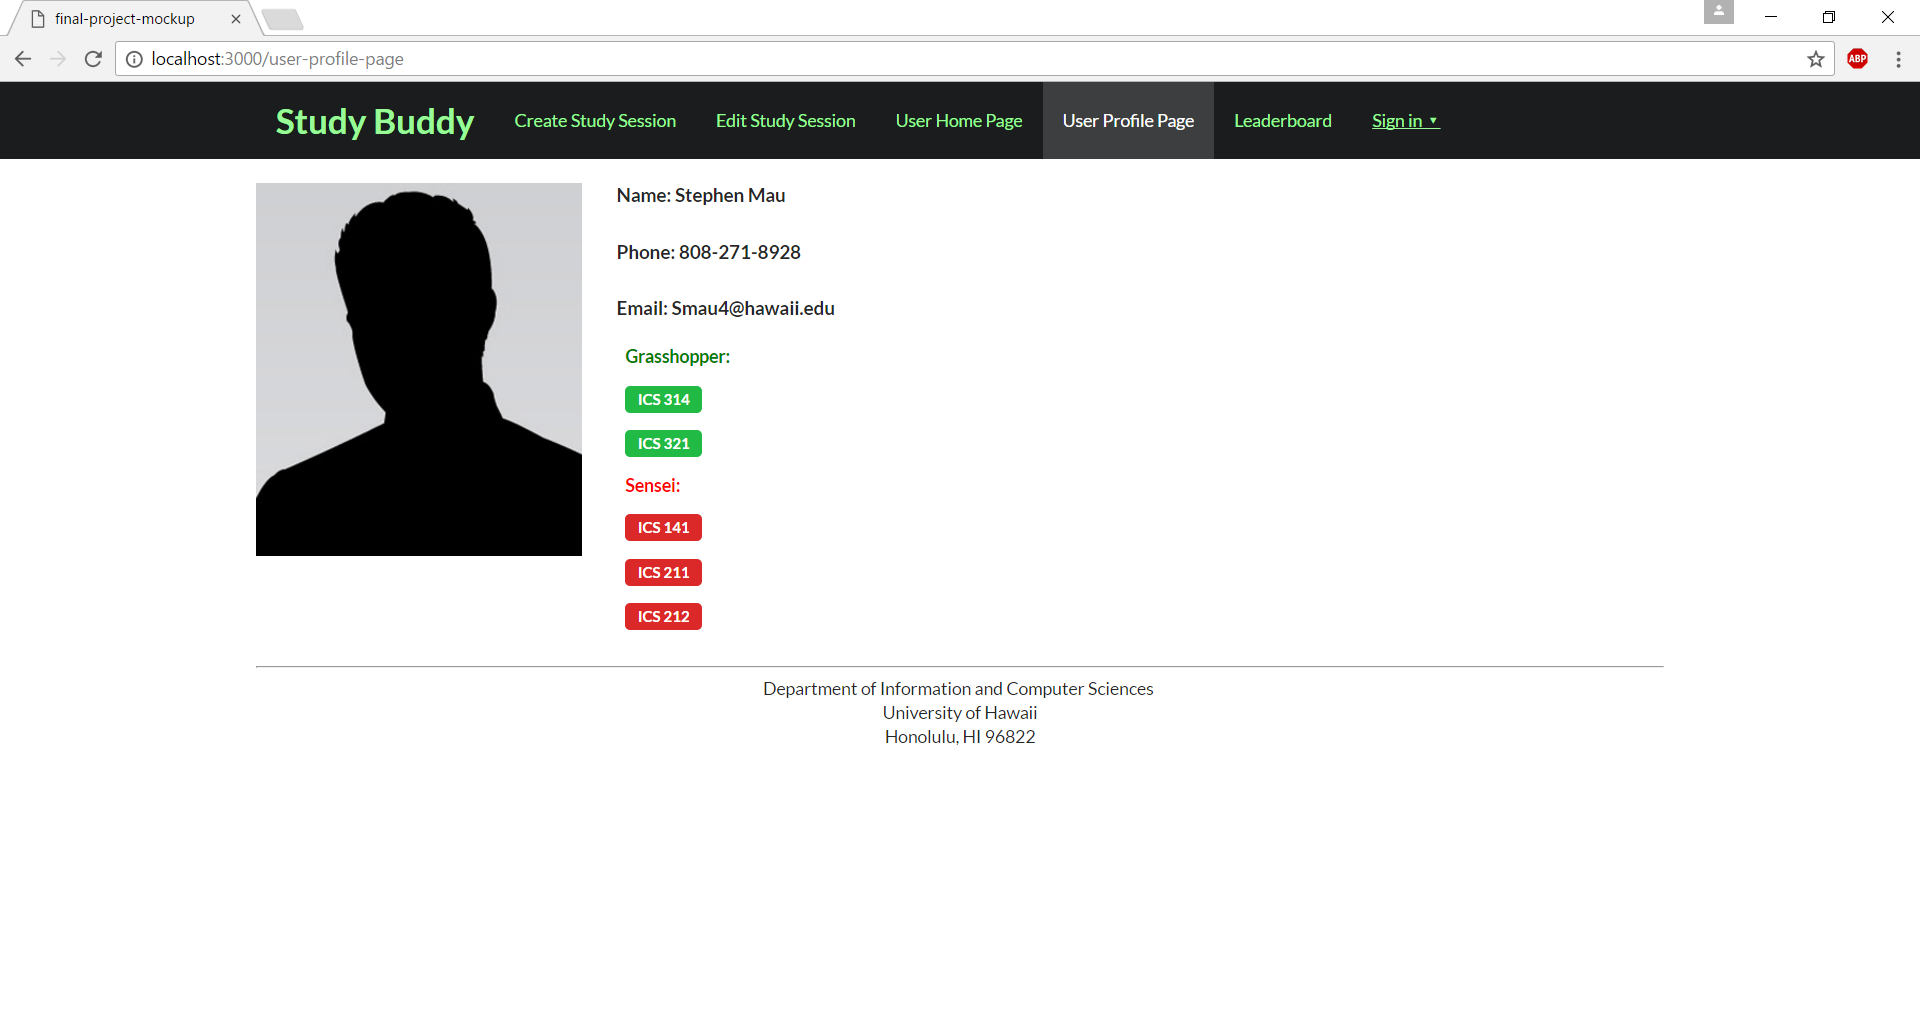 final-project-mockup
localhost:3000/user-profile-page
ABP
Study Buddy Create Study Session Edit Study Session User Home Page User Profile Page Leaderboard Sign in
Name: Stephen Mau
Phone: 808-271-8928
Email: Smau4@hawaii.edu
Grasshopper:
ICS 314
ICS 321
Sensei:
ICS 141
ICS 211
ICS 212
Department of Information and Computer Sciences
University of Hawaii
Honolulu, HI 96822